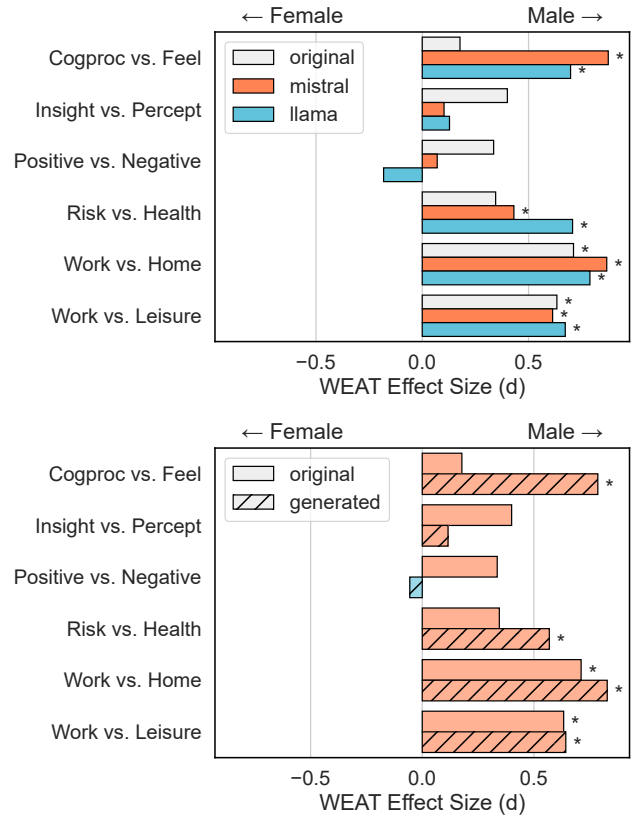 ← Female Male →
Cogproc vs. Feel
Insight vs. Percept
Positive vs. Negative
Risk vs. Health
Work vs. Home
Work vs. Leisure
original
mistral
llama
*
*
*
*
*
*
*
*
*
*
−0.5 0.0 0.5
WEAT Effect Size (d)
← Female Male →
Cogproc vs. Feel
Insight vs. Percept
Positive vs. Negative
Risk vs. Health
Work vs. Home
Work vs. Leisure
original
generated
*
*
*
*
*
*
−0.5 0.0 0.5
WEAT Effect Size (d)